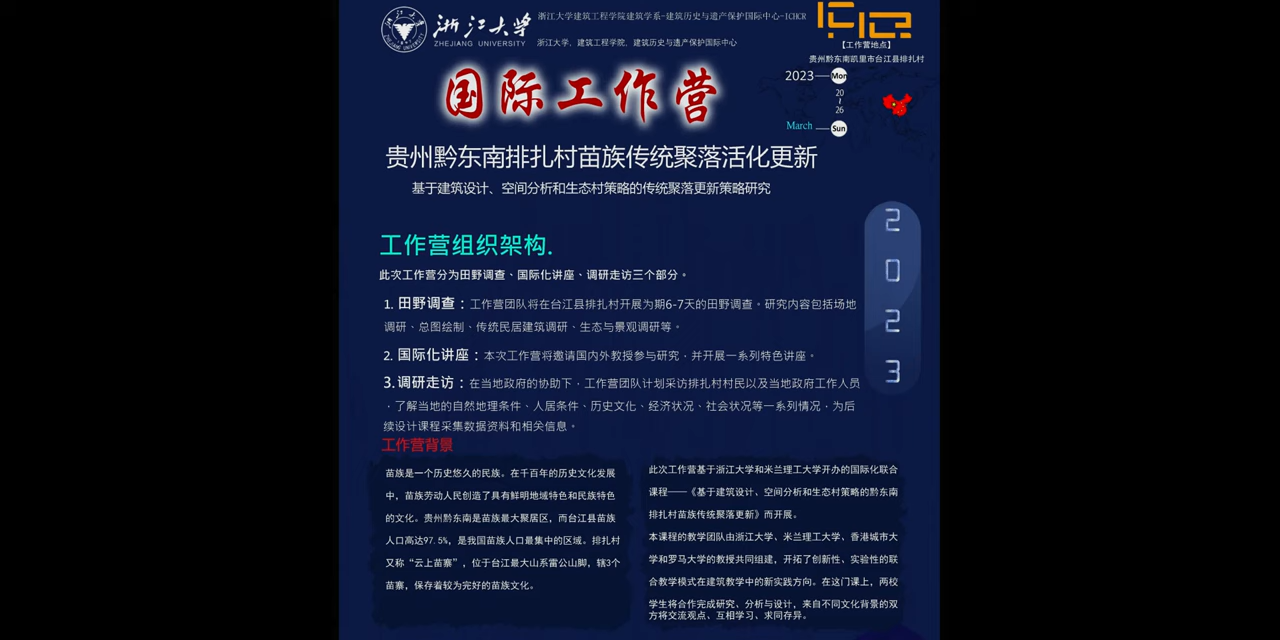 浙江大学
ZHEJIANG UNIVERSITY
浙江大学建筑工程学院建筑学系-建筑历史与遗产保护国际中心-ICHCR
浙江大学、建筑工程学院、建筑历史与遗产保护国际中心
【工作营地点】
贵州黔东南凯里市台江县排扎村
国际工作营
2023
Mon
20
~
26
March
Sun
贵州黔东南排扎村苗族传统聚落活化更新
基于建筑设计、空间分析和生态村策略的传统聚落更新策略研究
2
0
2
3
工作营组织架构.
此次工作营分为田野调查、国际化讲座、调研走访三个部分。
1. 田野调查：工作营团队将在台江县排扎村开展为期6-7天的田野调查。研究内容包括场地
调研、总图绘制、传统民居建筑调研、生态与景观调研等。
2. 国际化讲座：本次工作营将邀请国内外教授参与研究，并开展一系列特色讲座。
3.调研走访：在当地政府的协助下，工作营团队计划采访排扎村村民以及当地政府工作人员
，了解当地的自然地理条件、人居条件、历史文化、经济状况、社会状况等一系列情况，为后
续设计课程采集数据资料和相关信息。
工作营背景
苗族是一个历史悠久的民族。在千百年的历史文化发展
中，苗族劳动人民创造了具有鲜明地域特色和民族特色
的文化。贵州黔东南是苗族最大聚居区，而台江县苗族
人口高达97.5%，是我国苗族人口最集中的区域。排扎村
又称“云上苗寨”，位于台江最大山系雷公山脚，辖3个
苗寨，保存着较为完好的苗族文化。
此次工作营基于浙江大学和米兰理工大学开办的国际化联合
课程——《基于建筑设计、空间分析和生态村策略的黔东南
排扎村苗族传统聚落更新》而开展。
本课程的教学团队由浙江大学、米兰理工大学、香港城市大
学和罗马大学的教授共同组建，开拓了创新性、实验性的联
合教学模式在建筑教学中的新实践方向。在这门课上，两校
学生将合作完成研究、分析与设计，来自不同文化背景的双
方将交流观点、互相学习、求同存异。